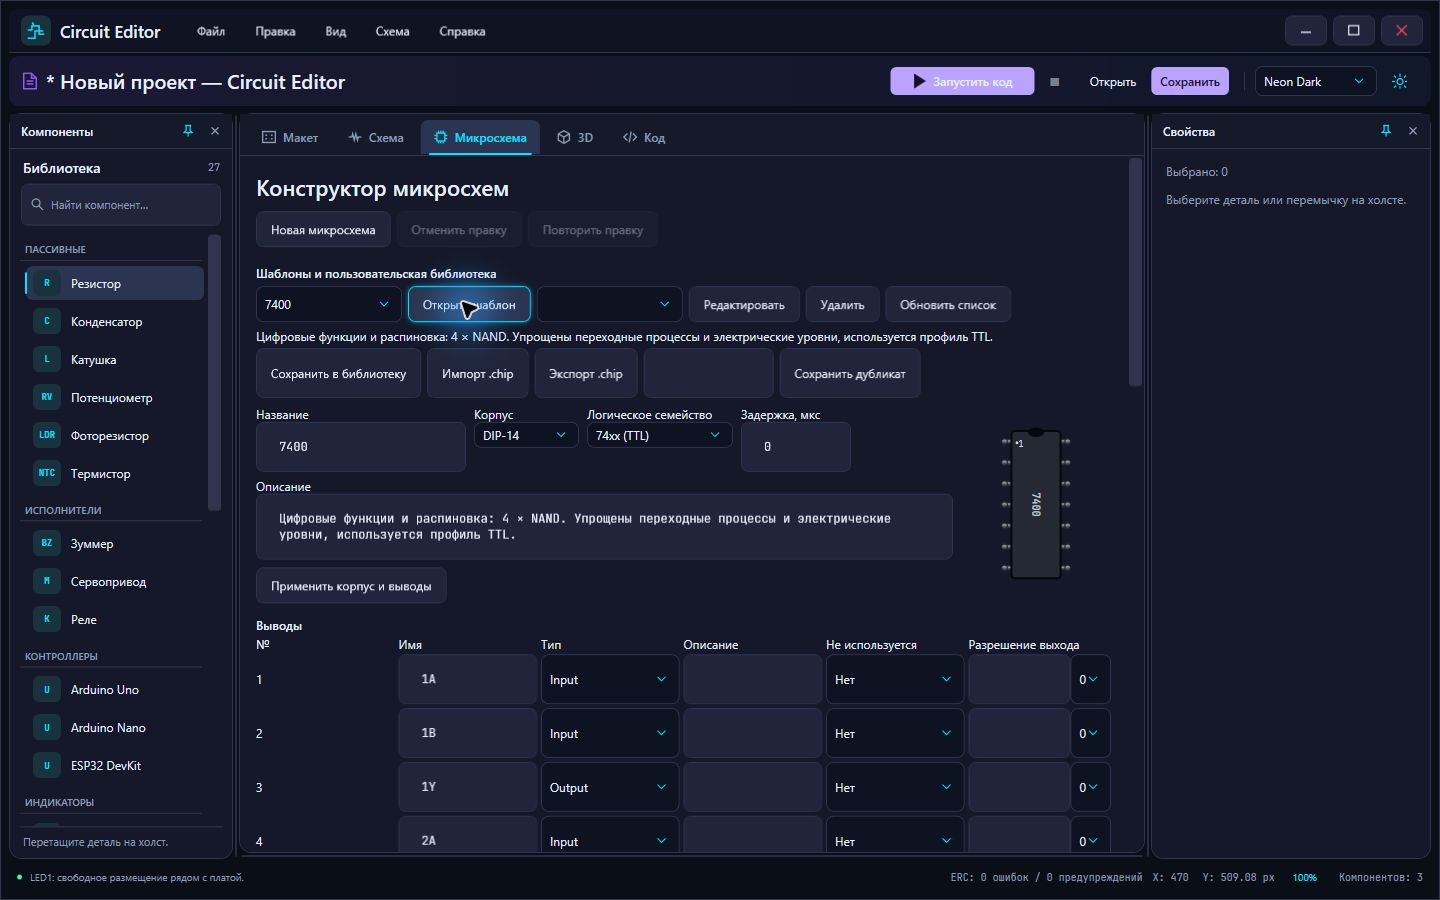 Circuit Editor Файл Правка Вид Схема Справка
* Новый проект — Circuit Editor Запустить код Открыть Сохранить Neon Dark
Компоненты
Библиотека 27
Найти компонент...
ПАССИВНЫЕ
R Резистор
C Конденсатор
L Катушка
RV Потенциометр
LDR Фоторезистор
NTC Термистор
ИСПОЛНИТЕЛИ
BZ Зуммер
M Сервопривод
K Реле
КОНТРОЛЛЕРЫ
U Arduino Uno
U Arduino Nano
U ESP32 DevKit
ИНДИКАТОРЫ
Перетащите деталь на холст.
Макет Схема Микросхема 3D Код
Конструктор микросхем
Новая микросхема Отменить правку Повторить правку
Шаблоны и пользовательская библиотека
7400 Открыть шаблон Редактировать Удалить Обновить список
Цифровые функции и распиновка: 4 × NAND. Упрощены переходные процессы и электрические уровни, используется профиль TTL.
Сохранить в библиотеку Импорт .chip Экспорт .chip Сохранить дубликат
Название Корпус Логическое семейство Задержка, мкс
7400 DIP-14 74xx (TTL) 0
Описание
Цифровые функции и распиновка: 4 × NAND. Упрощены переходные процессы и электрические
уровни, используется профиль TTL.
•1
7400
Применить корпус и выводы
Выводы
№ Имя Тип Описание Не используется Разрешение выхода
1 1A Input Нет 0
2 1B Input Нет 0
3 1Y Output Нет 0
4 2A Input Нет 0
Свойства
Выбрано: 0
Выберите деталь или перемычку на холсте.
LED1: свободное размещение рядом с платой. ERC: 0 ошибок / 0 предупреждений X: 470 Y: 509.08 px 100% Компонентов: 3